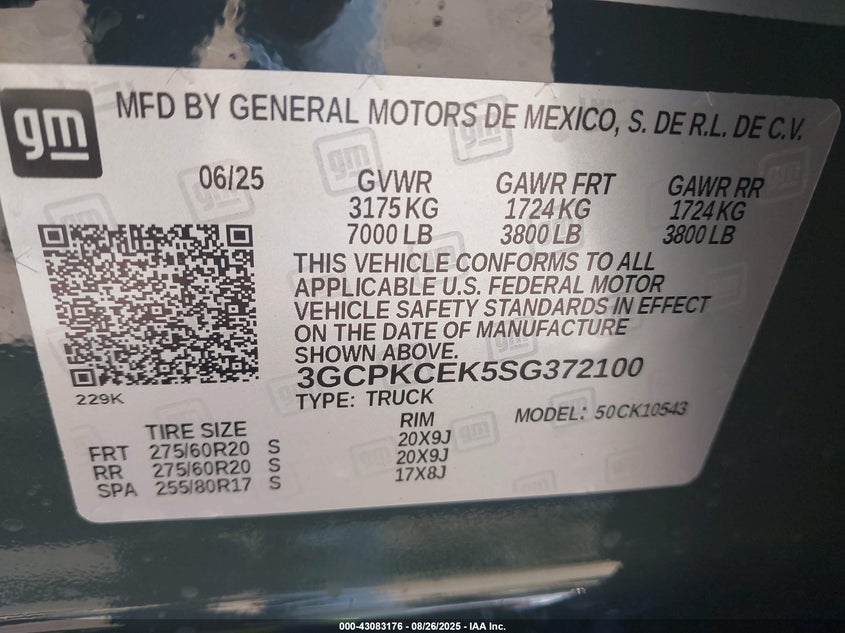 gm
MFD BY GENERAL MOTORS DE MEXICO, S. DE R.L. DE C.V.
06/25 GVWR GAWR FRT GAWR RR
3175 KG 1724 KG 1724 KG
7000 LB 3800 LB 3800 LB
THIS VEHICLE CONFORMS TO ALL
APPLICABLE U.S. FEDERAL MOTOR
VEHICLE SAFETY STANDARDS IN EFFECT
ON THE DATE OF MANUFACTURE
SHOWN ABOVE.
3GCPKCEK5SG372100
229K
TYPE: TRUCK MODEL: 50CK10543
TIRE SIZE RIM
FRT 275/60R20 S 20X9J
RR 275/60R20 S 20X9J
SPA 255/80R17 S 17X8J
000-43083176 - 08/26/2025 - IAA Inc.